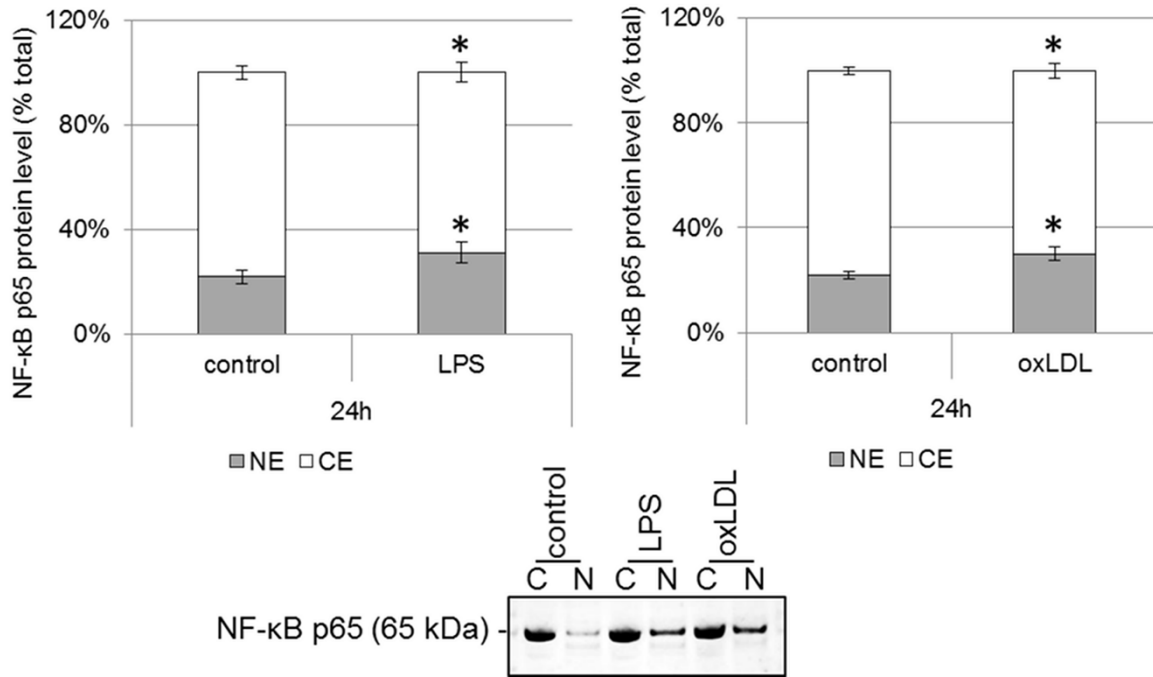 NF-κB p65 protein level (% total)
120%
80%
40%
0%
*
*
control
LPS
24h
NE CE
NF-κB p65 protein level (% total)
120%
80%
40%
0%
*
*
control
oxLDL
24h
NE CE
control LPS oxLDL
C N C N C N
NF-κB p65 (65 kDa) -